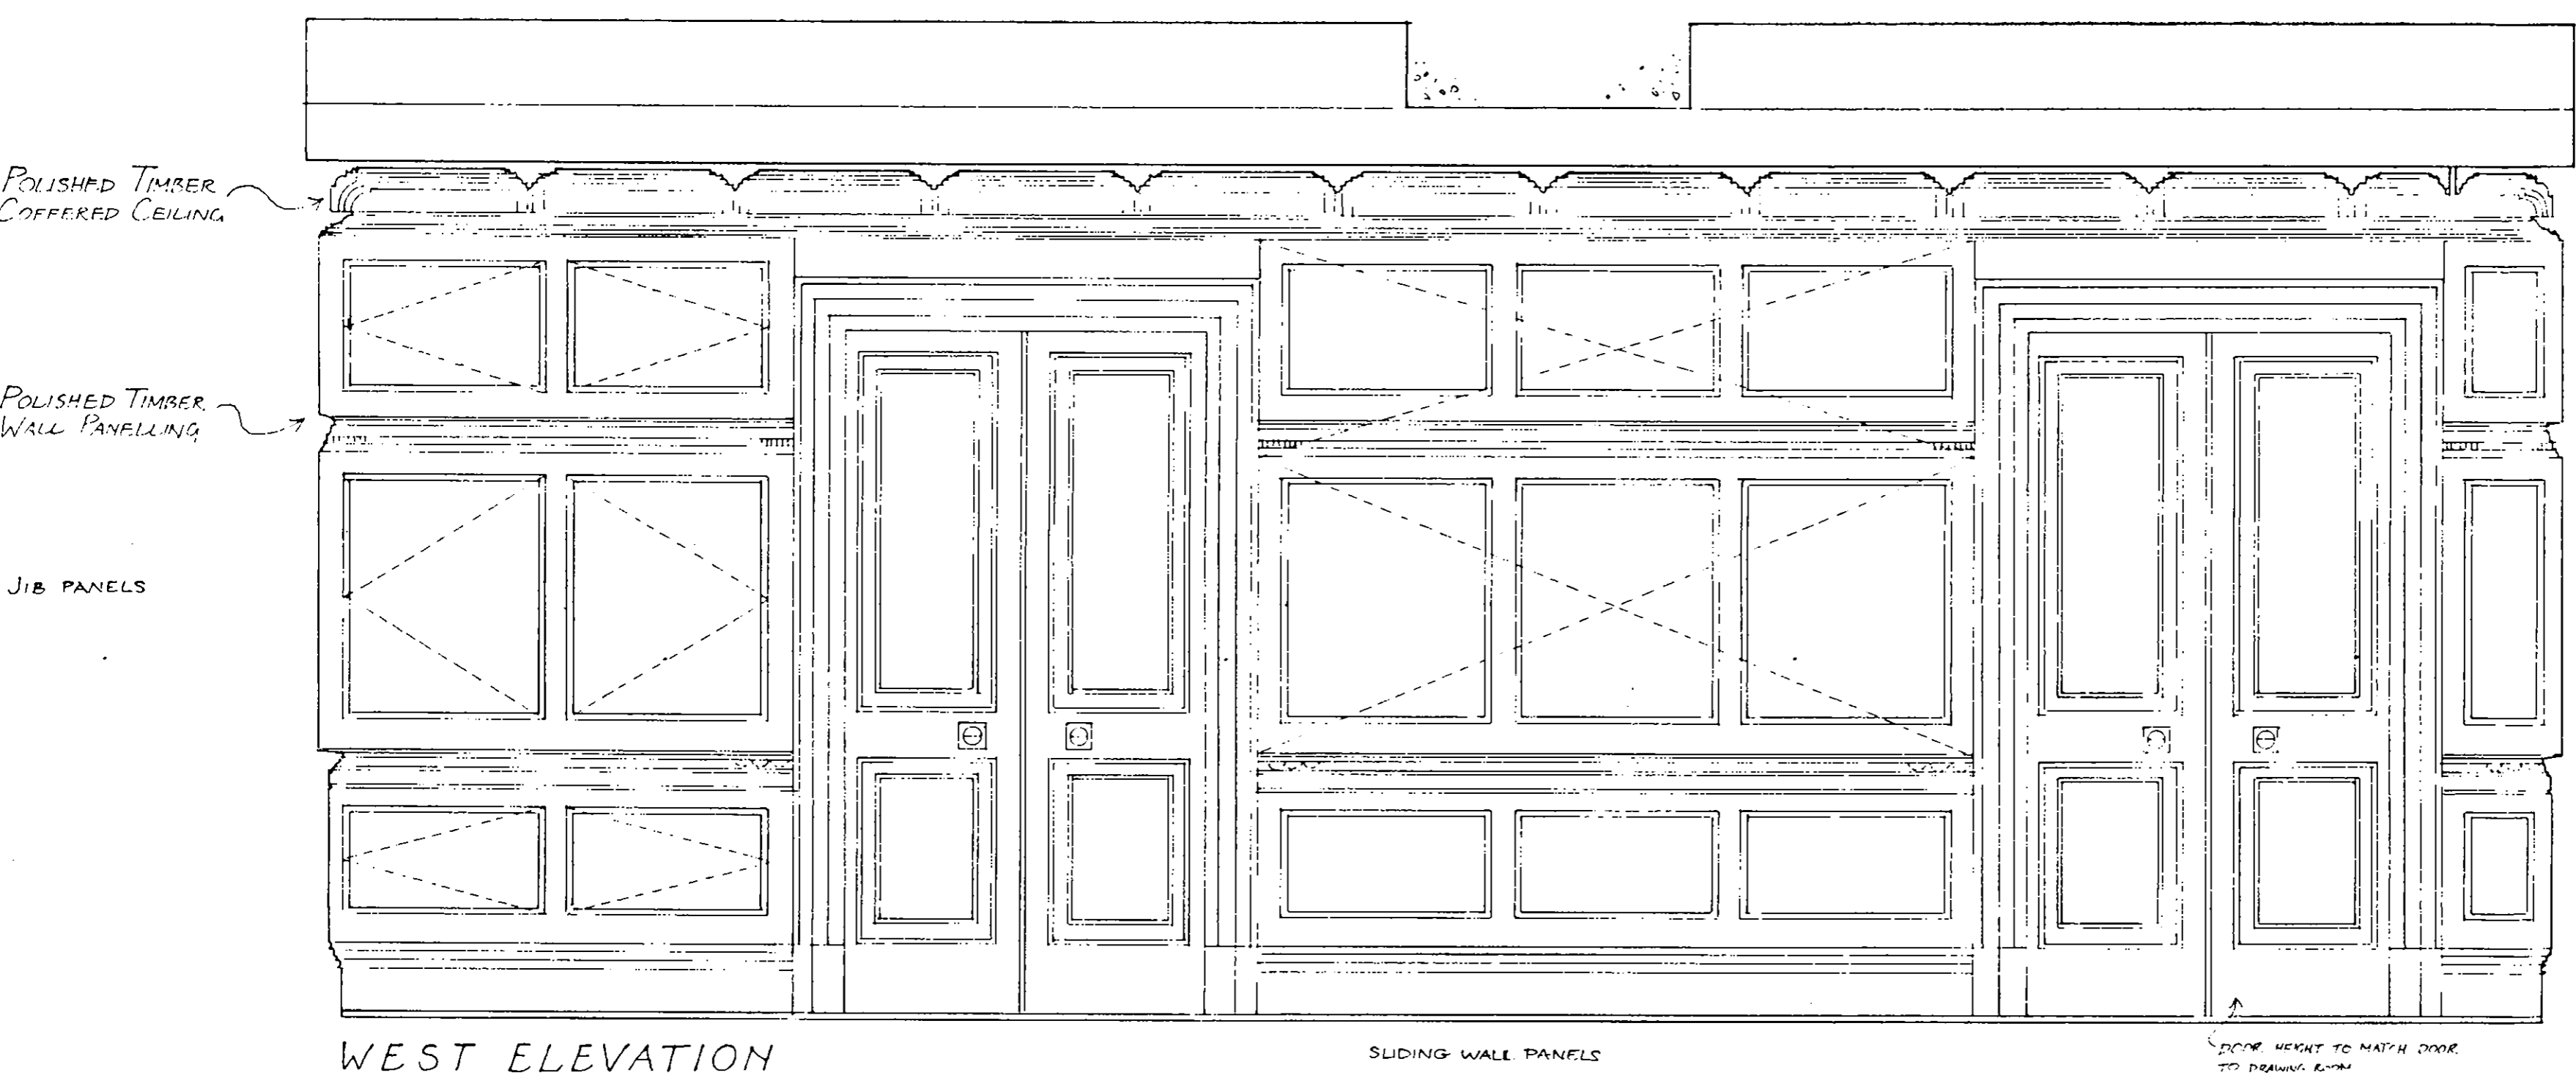 POLISHED TIMBER
COFFERED CEILING
POLISHED TIMBER
WALL PANELLING
JIB PANELS
WEST ELEVATION
SLIDING WALL PANELS
DOOR HEIGHT TO MATCH DOOR
TO DRAWING ROOM